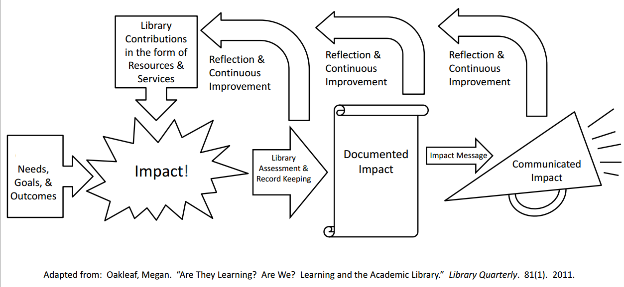 Library
Contributions
in the form of
Resources &
Services
Reflection &
Continuous
Improvement
Reflection &
Continuous
Improvement
Reflection &
Continuous
Improvement
Needs,
Goals, &
Outcomes
Impact!
Library
Assessment &
Record Keeping
Documented
Impact
Impact Message
Communicated
Impact
Adapted from: Oakleaf, Megan. "Are They Learning? Are We? Learning and the Academic Library." Library Quarterly. 81(1). 2011.